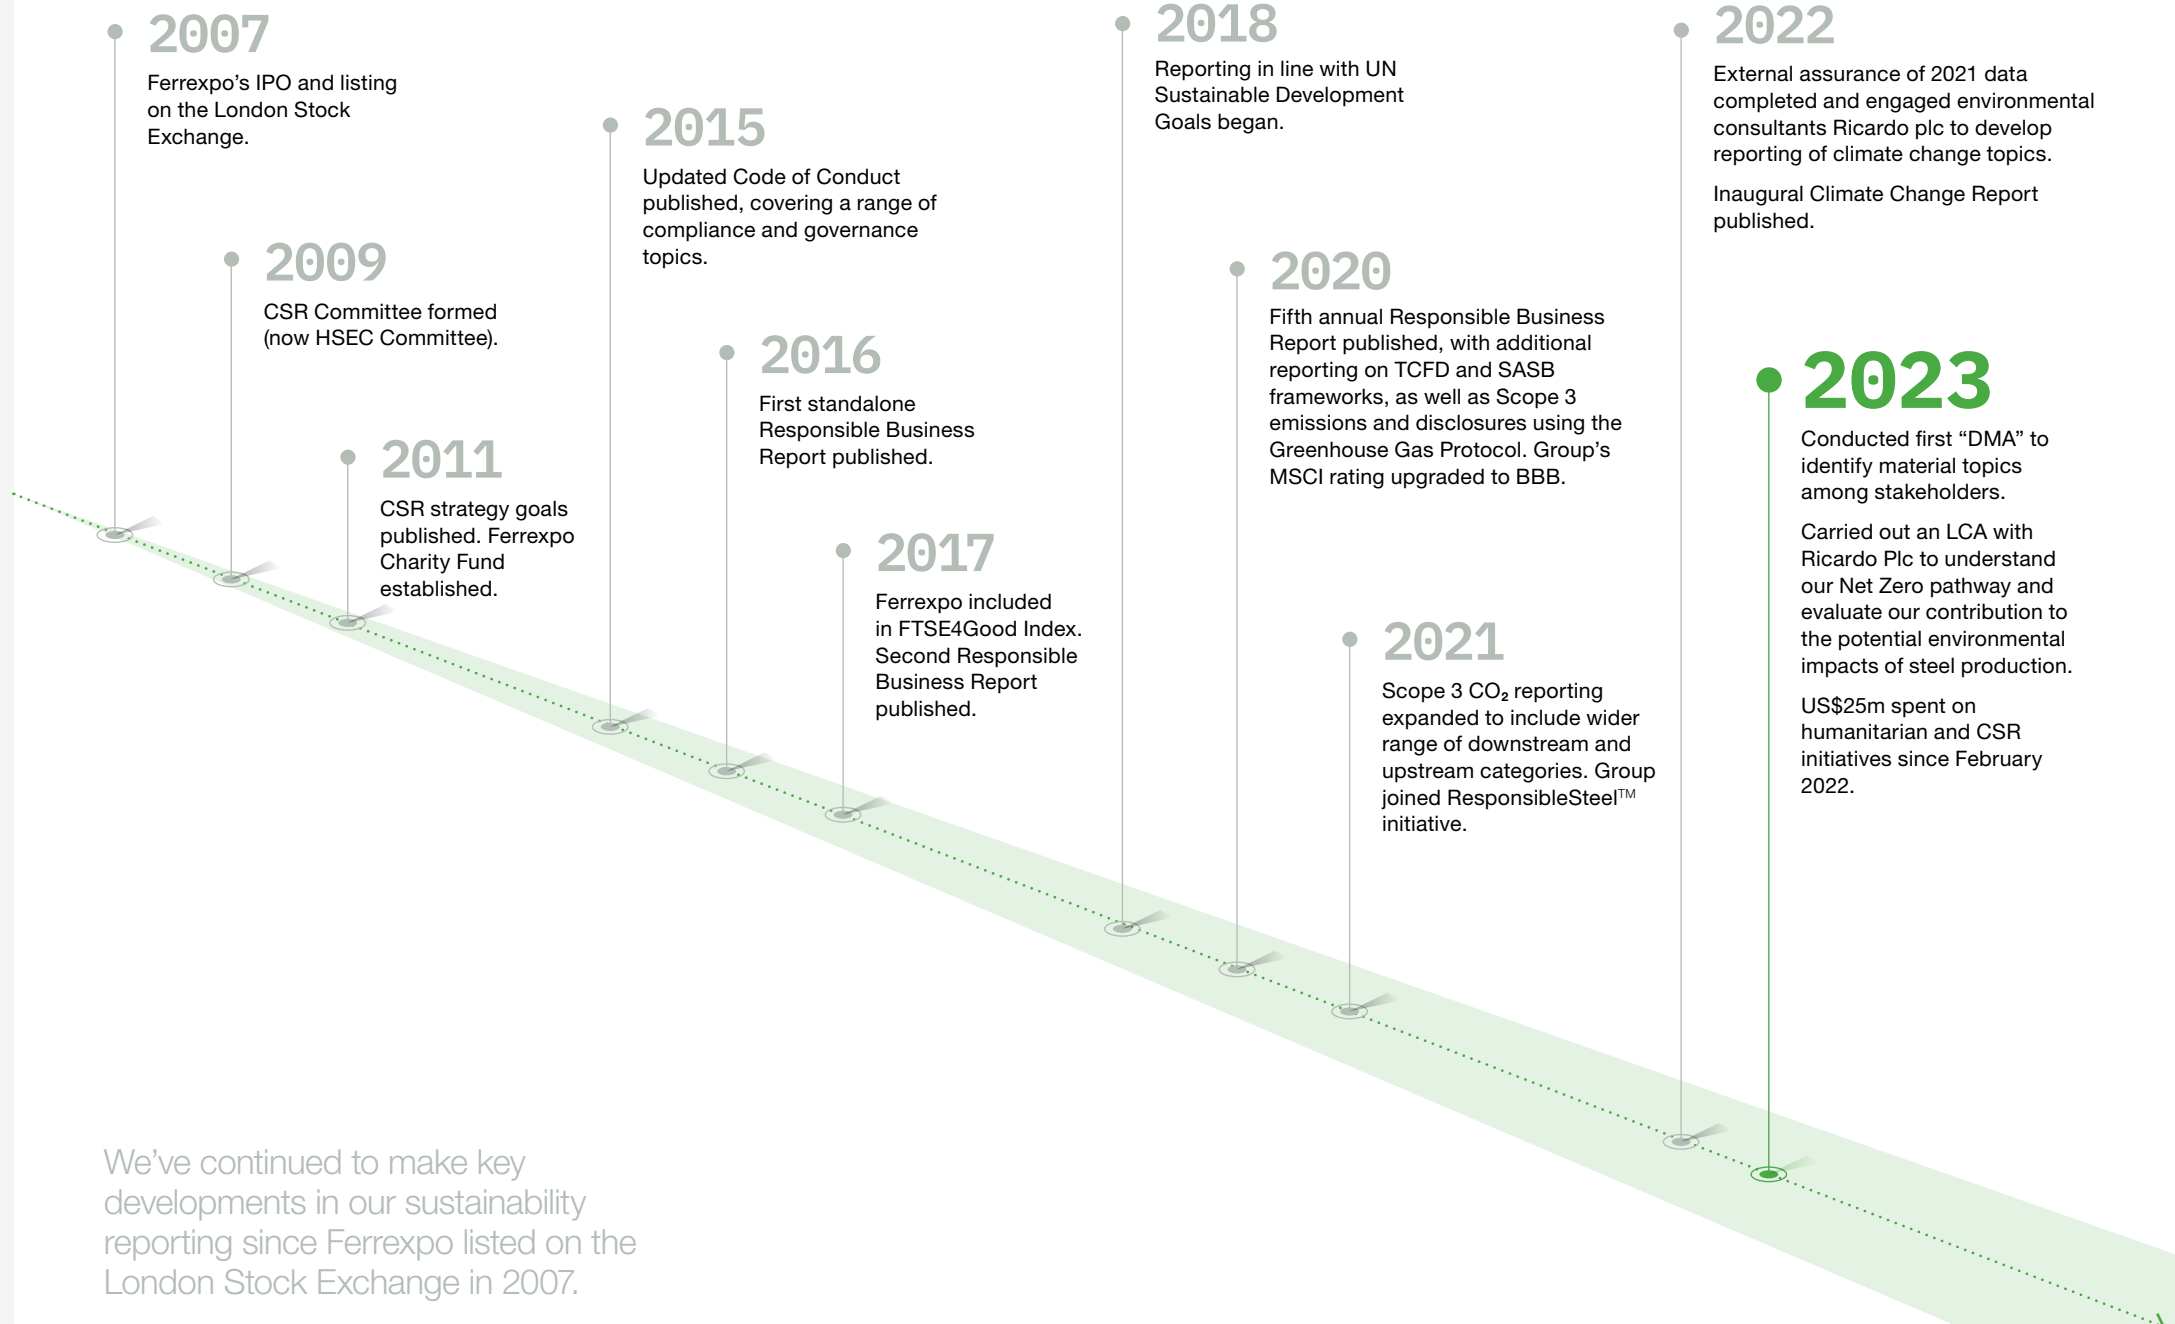 2007
Ferrexpo’s IPO and listing
on the London Stock
Exchange.
2009
CSR Committee formed
(now HSEC Committee).
2011
CSR strategy goals
published. Ferrexpo
Charity Fund
established.
2015
Updated Code of Conduct
published, covering a range of
compliance and governance
topics.
2016
First standalone
Responsible Business
Report published.
2017
Ferrexpo included
in FTSE4Good Index.
Second Responsible
Business Report
published.
2018
Reporting in line with UN
Sustainable Development
Goals began.
2020
Fifth annual Responsible Business
Report published, with additional
reporting on TCFD and SASB
frameworks, as well as Scope 3
emissions and disclosures using the
Greenhouse Gas Protocol. Group’s
MSCI rating upgraded to BBB.
2021
Scope 3 CO₂ reporting
expanded to include wider
range of downstream and
upstream categories. Group
joined ResponsibleSteel™
initiative.
2022
External assurance of 2021 data
completed and engaged environmental
consultants Ricardo plc to develop
reporting of climate change topics.
Inaugural Climate Change Report
published.
2023
Conducted first “DMA” to
identify material topics
among stakeholders.
Carried out an LCA with
Ricardo Plc to understand
our Net Zero pathway and
evaluate our contribution to
the potential environmental
impacts of steel production.
US$25m spent on
humanitarian and CSR
initiatives since February
2022.
We’ve continued to make key
developments in our sustainability
reporting since Ferrexpo listed on the
London Stock Exchange in 2007.